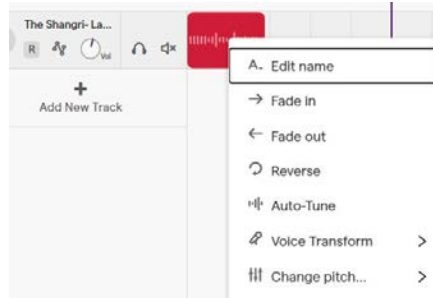 The Shangri- La...
R
Vol
A- Edit name
Fade in
Add New Track
Fade out
Reverse
Auto-Tune
Voice Transform
Change pitch...